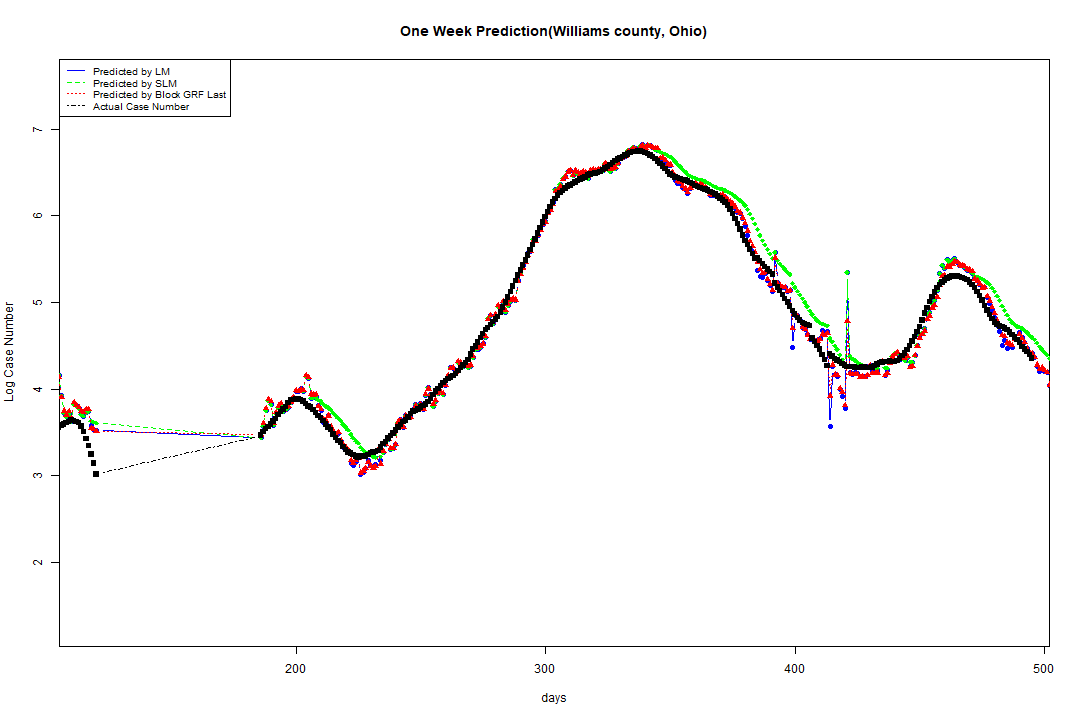 One Week Prediction(Williams county, Ohio)
Predicted by LM
Predicted by SLM
Predicted by Block GRF Last
Actual Case Number
7
6
5
4
3
2
Log Case Number
200
300
400
500
days